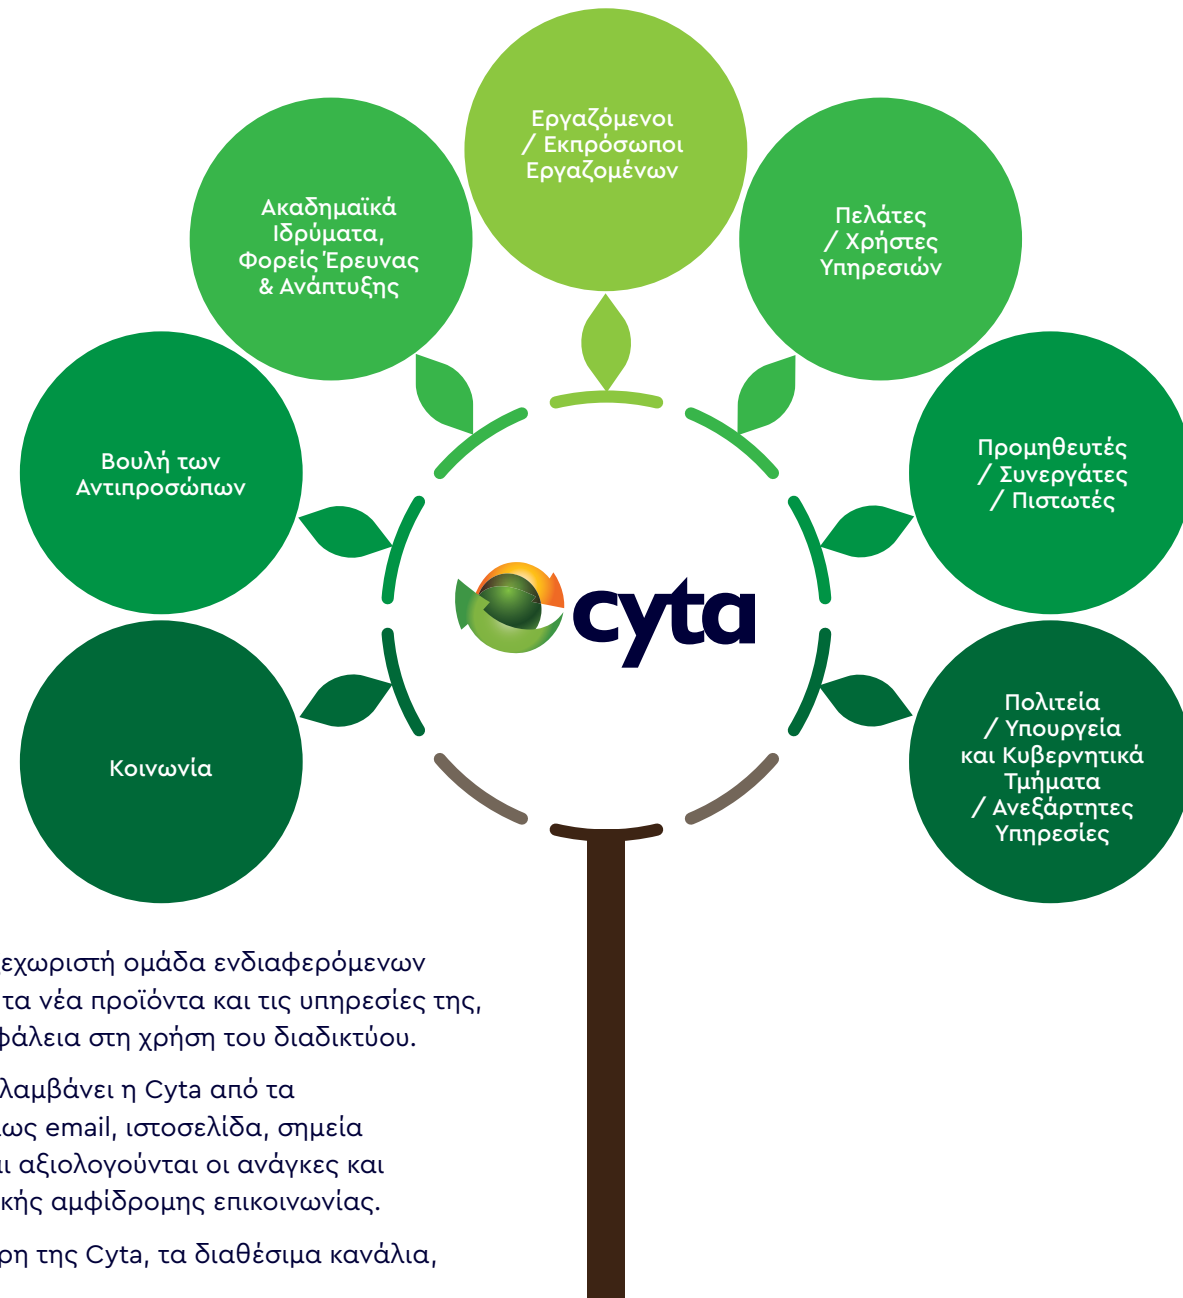 Εργαζόμενοι
/ Εκπρόσωποι
Εργαζομένων
Ακαδημαϊκά
Ιδρύματα,
Φορείς Έρευνας
& Ανάπτυξης
Πελάτες
/ Χρήστες
Υπηρεσιών
Βουλή των
Αντιπροσώπων
Προμηθευτές
/ Συνεργάτες
/ Πιστωτές
cyta
Κοινωνία
Πολιτεία
/ Υπουργεία
και Κυβερνητικά
Τμήματα
/ Ανεξάρτητες
Υπηρεσίες
εχωριστή ομάδα ενδιαφερόμενων
τα νέα προϊόντα και τις υπηρεσίες της,
φάλεια στη χρήση του διαδικτύου.
λαμβάνει η Cyta από τα
ως email, ιστοσελίδα, σημεία
ι αξιολογούνται οι ανάγκες και
κής αμφίδρομης επικοινωνίας.
ρη της Cyta, τα διαθέσιμα κανάλια,